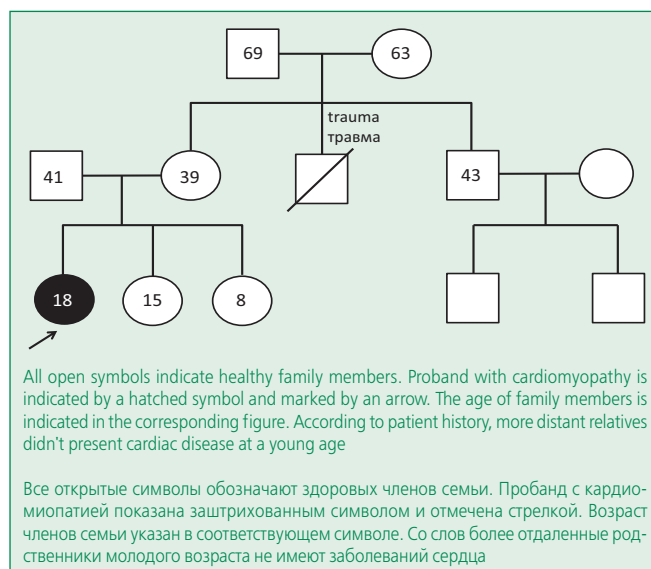 69
63
trauma
травма
41
39
43
18
15
8
All open symbols indicate healthy family members. Proband with cardiomyopathy is
indicated by a hatched symbol and marked by an arrow. The age of family members is
indicated in the corresponding figure. According to patient history, more distant relatives
didn't present cardiac disease at a young age
Все открытые символы обозначают здоровых членов семьи. Пробанд с кардио-
миопатией показана заштрихованным символом и отмечена стрелкой. Возраст
членов семьи указан в соответствующем символе. Со слов более отдаленные род-
ственники молодого возраста не имеют заболеваний сердца